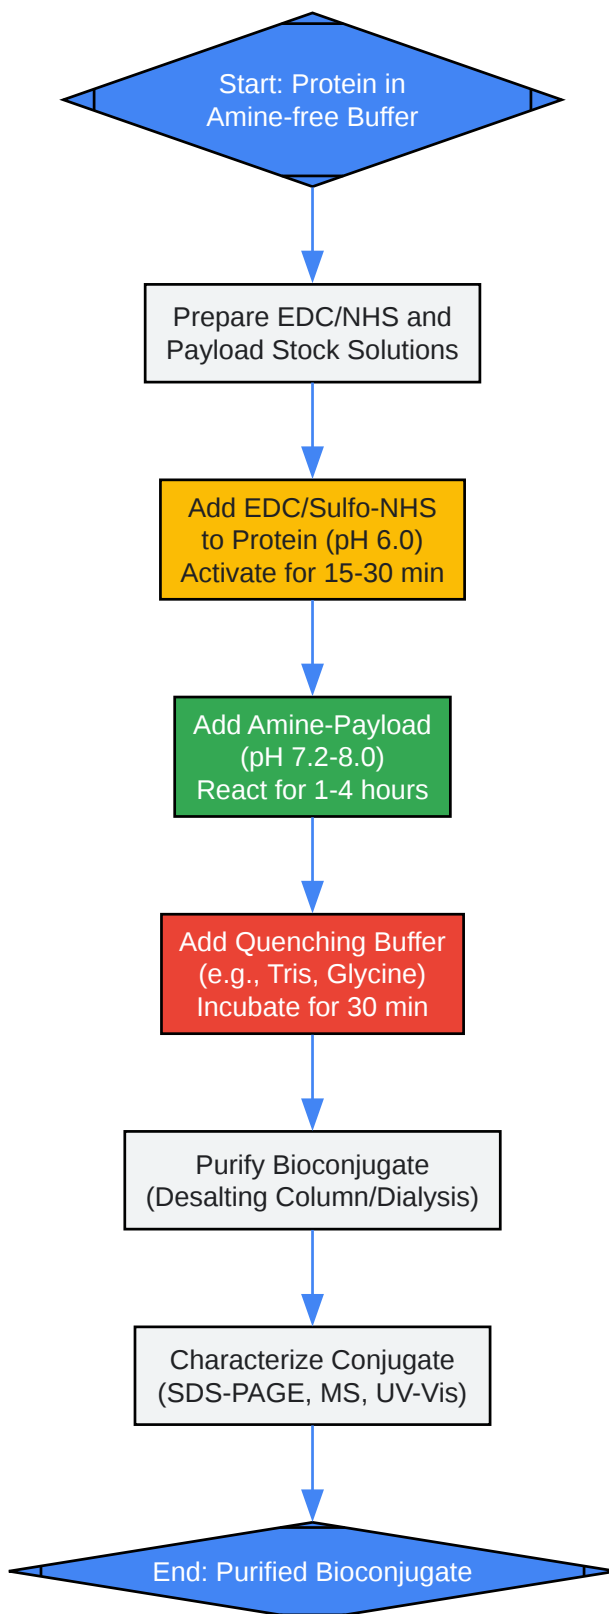 Start: Protein in
Amine-free Buffer
Prepare EDC/NHS and
Payload Stock Solutions
Add EDC/Sulfo-NHS
to Protein (pH 6.0)
Activate for 15-30 min
Add Amine-Payload
(pH 7.2-8.0)
React for 1-4 hours
Add Quenching Buffer
(e.g., Tris, Glycine)
Incubate for 30 min
Purify Bioconjugate
(Desalting Column/Dialysis)
Characterize Conjugate
(SDS-PAGE, MS, UV-Vis)
End: Purified Bioconjugate